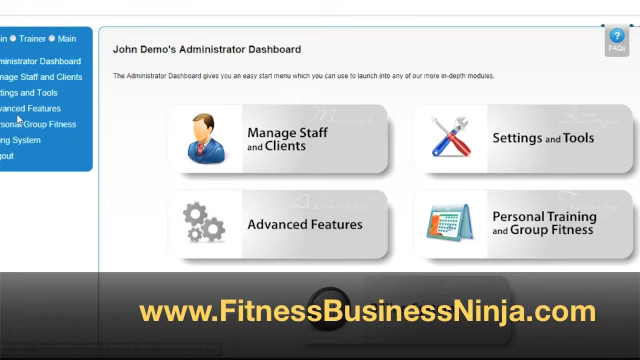 in Trainer Main
ministrator Dashboard
nage Staff and Clients
tings and Tools
vanced Features
rsonal Group Fitness
ing System
gout
John Demo's Administrator Dashboard
The Administrator Dashboard gives you an easy start menu which you can use to launch into any of our more in-depth modules.
?
FAQs
Manage Staff
and Clients
Settings and Tools
Advanced Features
Personal Training
and Group Fitness
www.FitnessBusinessNinja.com